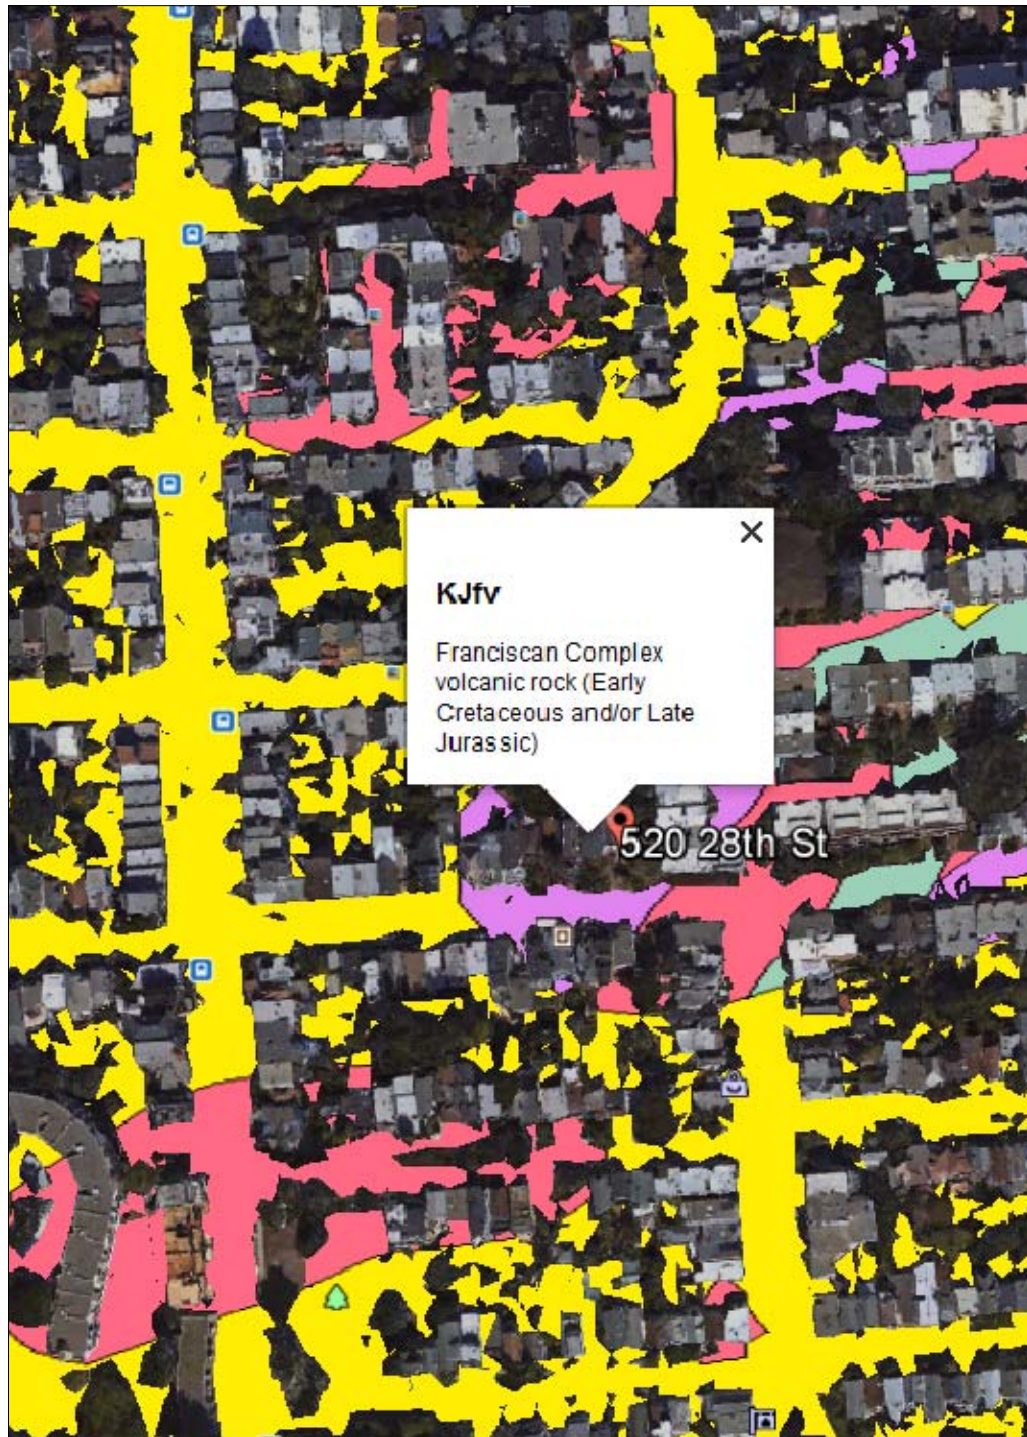 KJfv
Franciscan Complex
volcanic rock (Early
Cretaceous and/or Late
Jurassic)
520 28th St